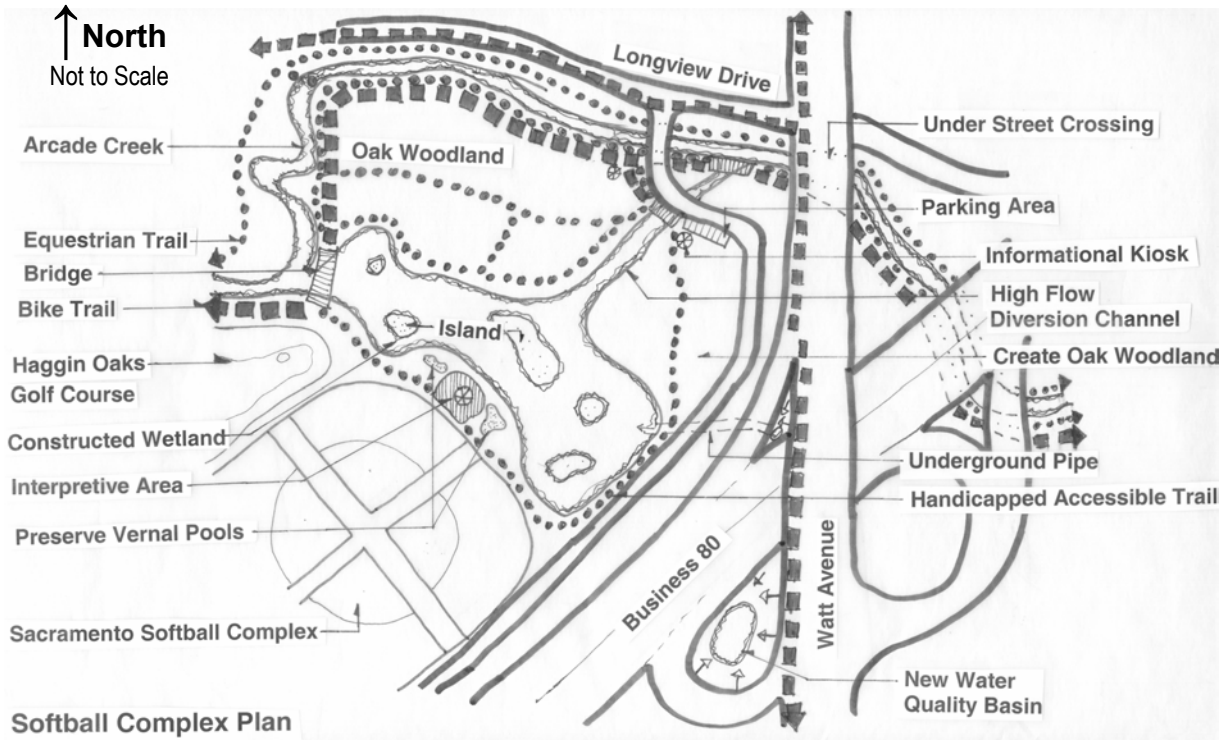 North
Not to Scale
Longview Drive
Arcade Creek
Oak Woodland
Under Street Crossing
Parking Area
Equestrian Trail
Informational Kiosk
Bridge
High Flow
Diversion Channel
Bike Trail
Island
Create Oak Woodland
Haggin Oaks
Golf Course
Constructed Wetland
Underground Pipe
Interpretive Area
Handicapped Accessible Trail
Preserve Vernal Pools
Business 80
Watt Avenue
Sacramento Softball Complex
New Water
Quality Basin
Softball Complex Plan